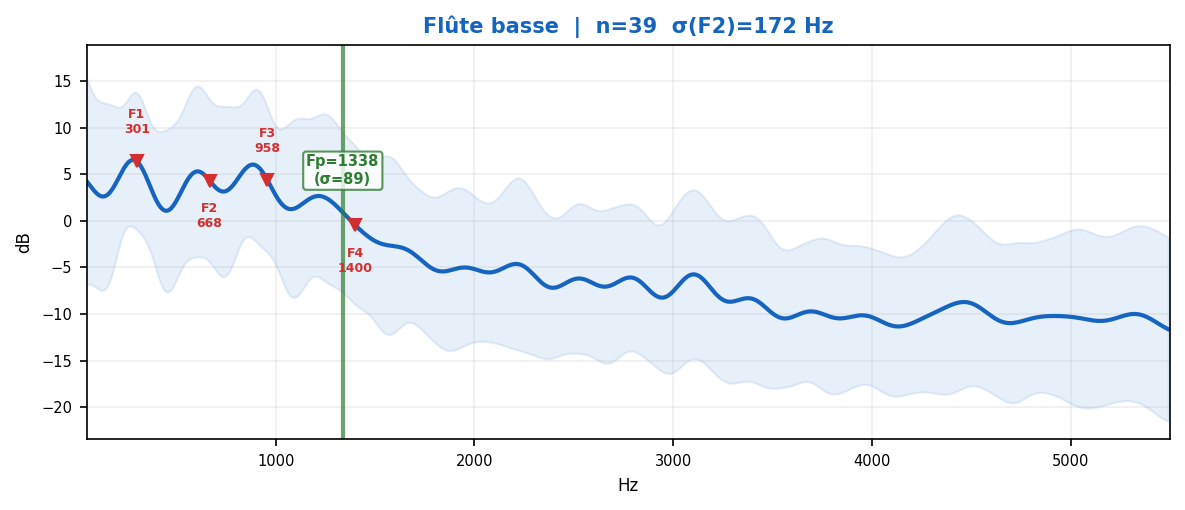 Flûte basse | n=39 σ(F2)=172 Hz
15
10
5
0
−5
−10
−15
−20
dB
F1
301
F2
668
F3
958
Fp=1338
(σ=89)
F4
1400
1000
2000
3000
4000
5000
Hz